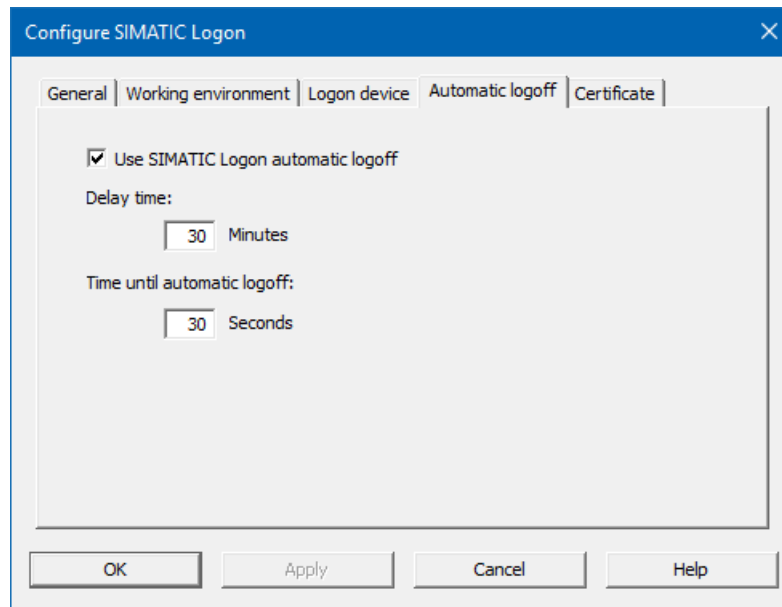 Configure SIMATIC Logon
General Working environment Logon device Automatic logoff Certificate
Use SIMATIC Logon automatic logoff
Delay time:
30 Minutes
Time until automatic logoff:
30 Seconds
OK Apply Cancel Help